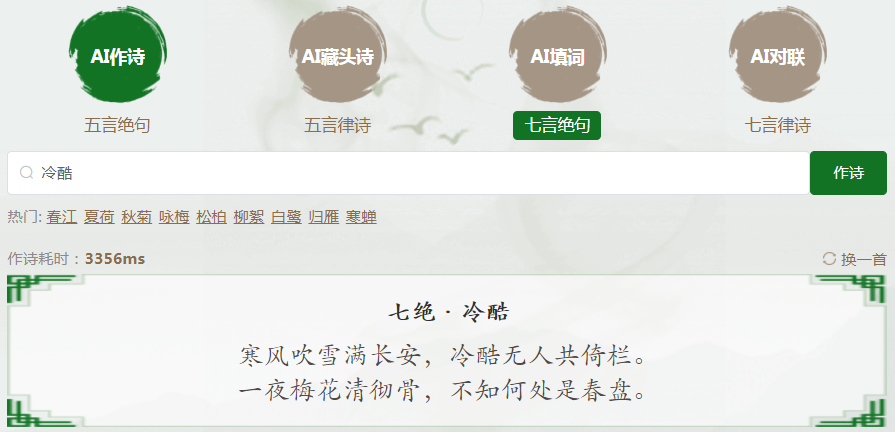 AI作诗 AI藏头诗 AI填词 AI对联
五言绝句 五言律诗 七言绝句 七言律诗
冷酷 作诗
热门: 春江 夏荷 秋菊 咏梅 松柏 柳絮 白鹭 归雁 寒蝉
作诗耗时：3356ms 换一首
七绝 · 冷酷
寒风吹雪满长安，冷酷无人共倚栏。
一夜梅花清彻骨，不知何处是春盘。